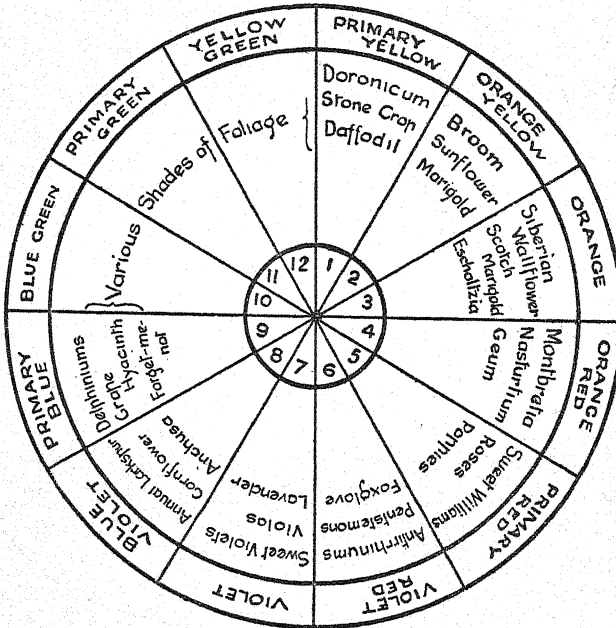 PRIMARY
YELLOW
ORANGE
YELLOW
ORANGE
ORANGE
RED
PRIMARY
RED
VIOLET
RED
VIOLET
BLUE
VIOLET
PRIMARY
BLUE
BLUE GREEN
PRIMARY
GREEN
YELLOW
GREEN
Doronicum
Stone Crop
Daffodil
Broom
Sunflower
Marigold
Siberian
Wallflower
Scotch
Marigold
Escholtzia
Montbretia
Nasturtium
Geum
Sweet Williams
Roses
Poppies
Antirrhinums
Penstemons
Foxglove
Sweet Violets
Violas
Lavender
Annual Larkspur
Cornflower
Anchusa
Delphiniums
Grape
Hyacinth
Forget-me-
not
Various Shades of Foliage
1
2
3
4
5
6
7
8
9
10
11
12